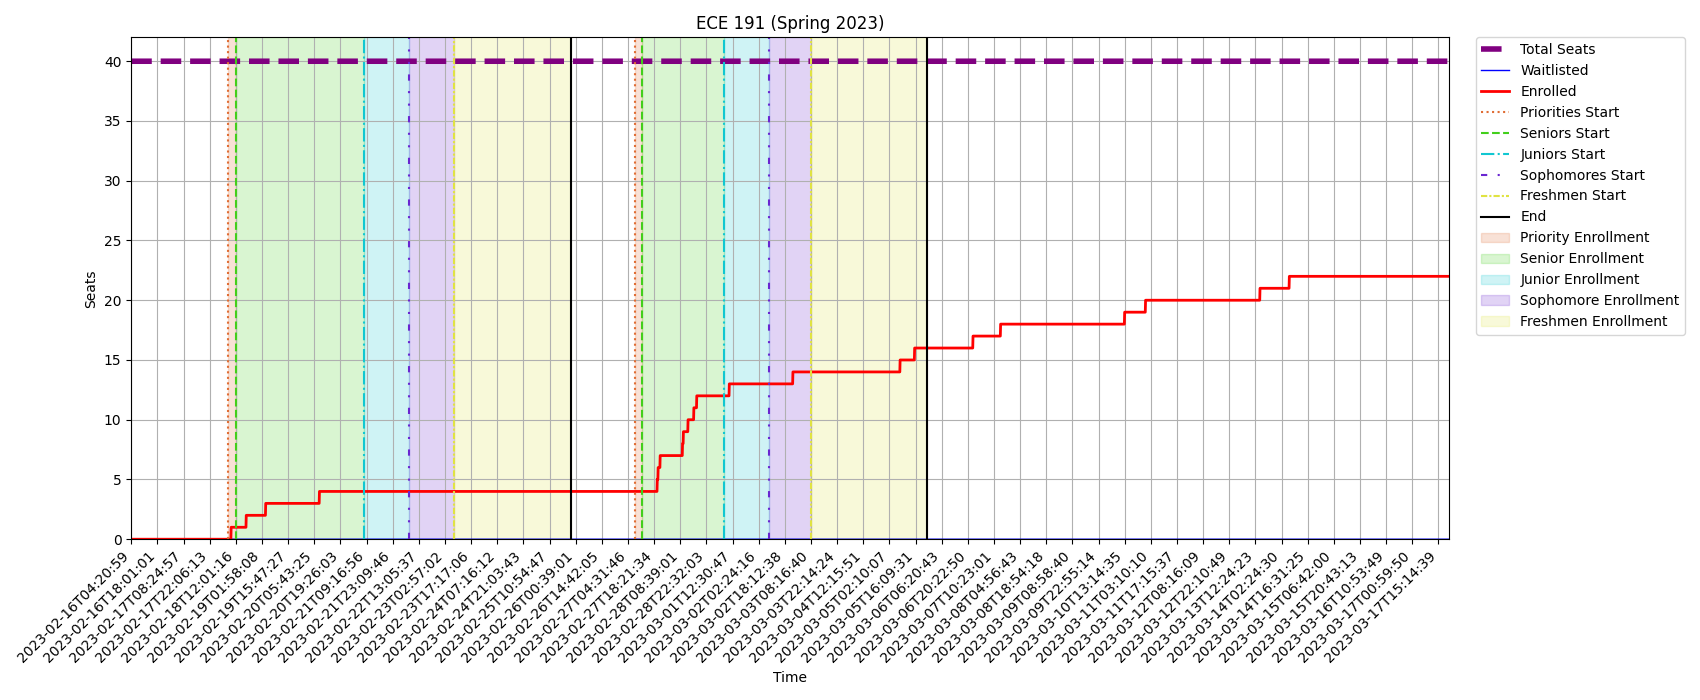 ECE 191 (Spring 2023)
Seats
40
35
30
25
20
15
10
5
0
2023-02-16T04:20:59
2023-02-16T18:01:01
2023-02-17T08:24:57
2023-02-17T22:06:13
2023-02-18T12:01:16
2023-02-19T01:58:08
2023-02-19T15:47:27
2023-02-20T05:43:25
2023-02-20T19:26:03
2023-02-21T09:16:56
2023-02-21T23:09:46
2023-02-22T13:05:37
2023-02-23T02:57:02
2023-02-23T17:17:06
2023-02-24T07:16:12
2023-02-24T21:03:43
2023-02-25T10:54:47
2023-02-26T00:39:01
2023-02-26T14:42:05
2023-02-27T04:31:46
2023-02-27T18:21:34
2023-02-28T08:39:01
2023-02-28T22:32:03
2023-03-01T12:30:47
2023-03-02T02:24:16
2023-03-02T18:12:38
2023-03-03T08:16:40
2023-03-03T22:14:24
2023-03-04T12:15:51
2023-03-05T02:10:07
2023-03-05T16:09:31
2023-03-06T06:20:43
2023-03-06T20:22:50
2023-03-07T10:23:01
2023-03-08T04:56:43
2023-03-08T18:54:18
2023-03-09T08:58:40
2023-03-09T22:55:14
2023-03-10T13:14:35
2023-03-11T03:10:10
2023-03-11T17:15:37
2023-03-12T08:16:09
2023-03-12T22:10:49
2023-03-13T12:24:23
2023-03-14T02:24:30
2023-03-14T16:31:25
2023-03-15T06:42:00
2023-03-15T20:43:13
2023-03-16T10:53:49
2023-03-17T00:59:50
2023-03-17T15:14:39
Time
Total Seats
Waitlisted
Enrolled
Priorities Start
Seniors Start
Juniors Start
Sophomores Start
Freshmen Start
End
Priority Enrollment
Senior Enrollment
Junior Enrollment
Sophomore Enrollment
Freshmen Enrollment